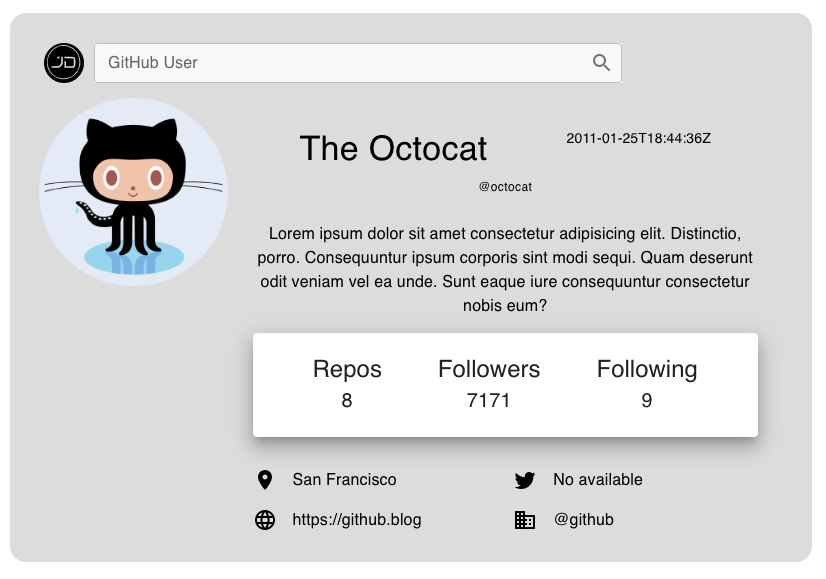 JD
GitHub User
The Octocat
2011-01-25T18:44:36Z
@octocat
Lorem ipsum dolor sit amet consectetur adipisicing elit. Distinctio,
porro. Consequuntur ipsum corporis sint modi sequi. Quam deserunt
odit veniam vel ea unde. Sunt eaque iure consequuntur consectetur
nobis eum?
Repos Followers Following
8 7171 9
San Francisco No available
https://github.blog @github